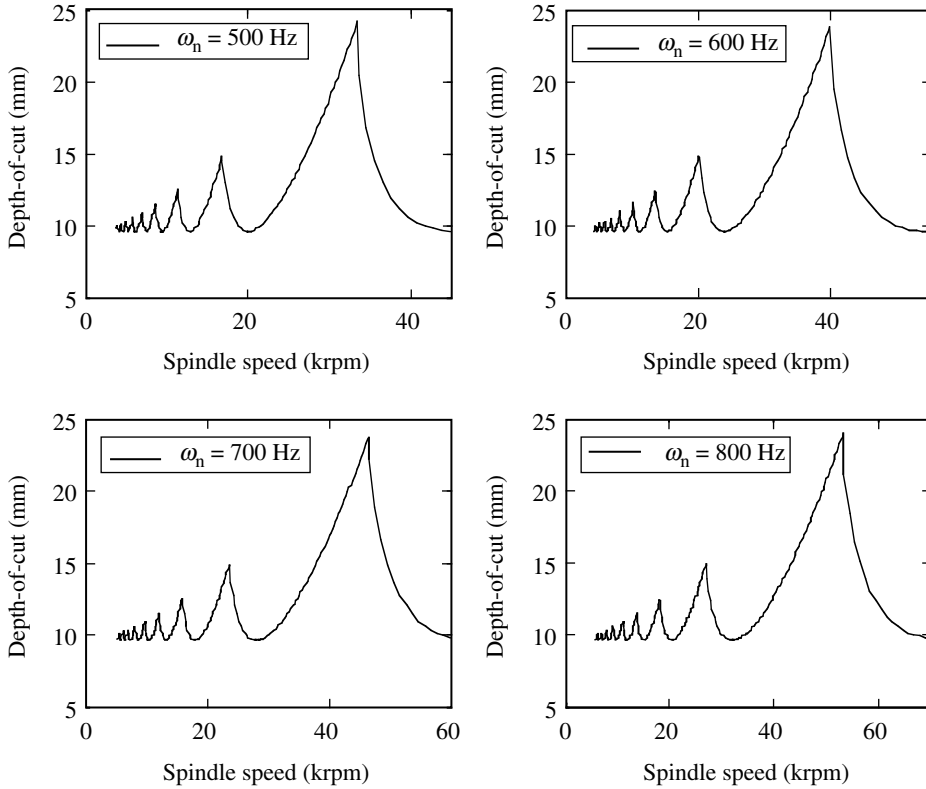 25
20
15
10
5
Depth-of-cut (mm)
ωn = 500 Hz
0 20 40
Spindle speed (krpm)
25
20
15
10
5
Depth-of-cut (mm)
ωn = 600 Hz
0 20 40
Spindle speed (krpm)
25
20
15
10
5
Depth-of-cut (mm)
ωn = 700 Hz
0 20 40 60
Spindle speed (krpm)
25
20
15
10
5
Depth-of-cut (mm)
ωn = 800 Hz
0 20 40 60
Spindle speed (krpm)